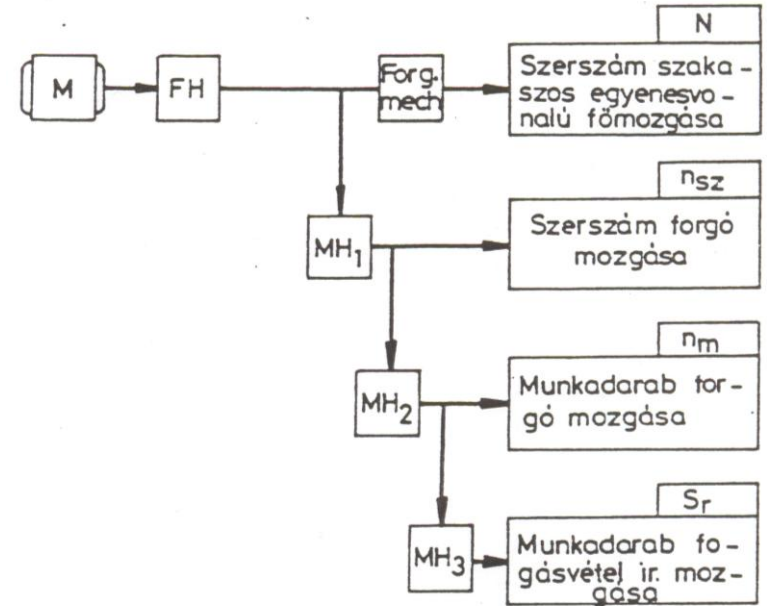 N
M
FH
Forg.
mech
Szerszám szaka-
szos egyenesvo-
nalú főmozgása
nsz
MH1
Szerszám forgó
mozgása
nm
MH2
Munkadarab tor-
gó mozgása
Sr
MH3
Munkadarab fo-
gásvétel ir. moz-
gása